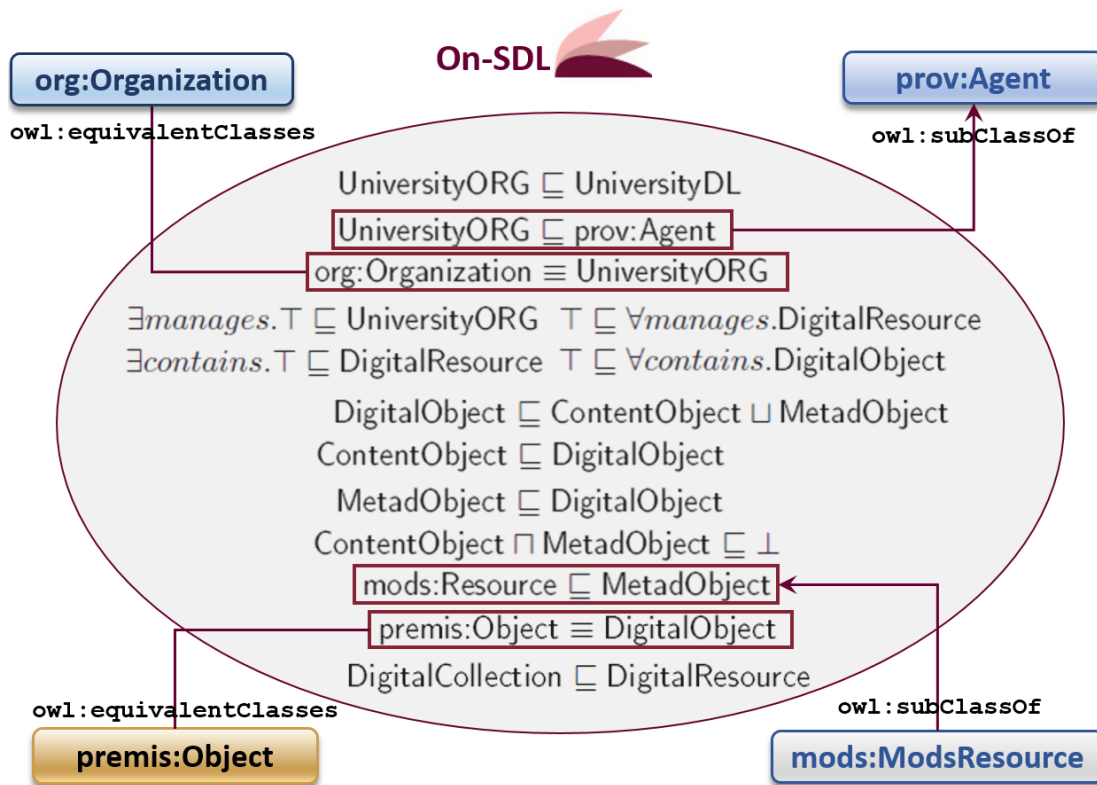 On-SDL
org:Organization
prov:Agent
owl:equivalentClasses
owl:subClassOf
UniversityORG ⊑ UniversityDL
UniversityORG ⊑ prov:Agent
org:Organization ≡ UniversityORG
∃manages.⊤ ⊑ UniversityORG ⊤ ⊑ ∀manages.DigitalResource
∃contains.⊤ ⊑ DigitalResource ⊤ ⊑ ∀contains.DigitalObject
DigitalObject ⊑ ContentObject ⊔ MetadObject
ContentObject ⊑ DigitalObject
MetadObject ⊑ DigitalObject
ContentObject ⊓ MetadObject ⊑ ⊥
mods:Resource ⊑ MetadObject
premis:Object ≡ DigitalObject
DigitalCollection ⊑ DigitalResource
owl:equivalentClasses
owl:subClassOf
premis:Object
mods:ModsResource